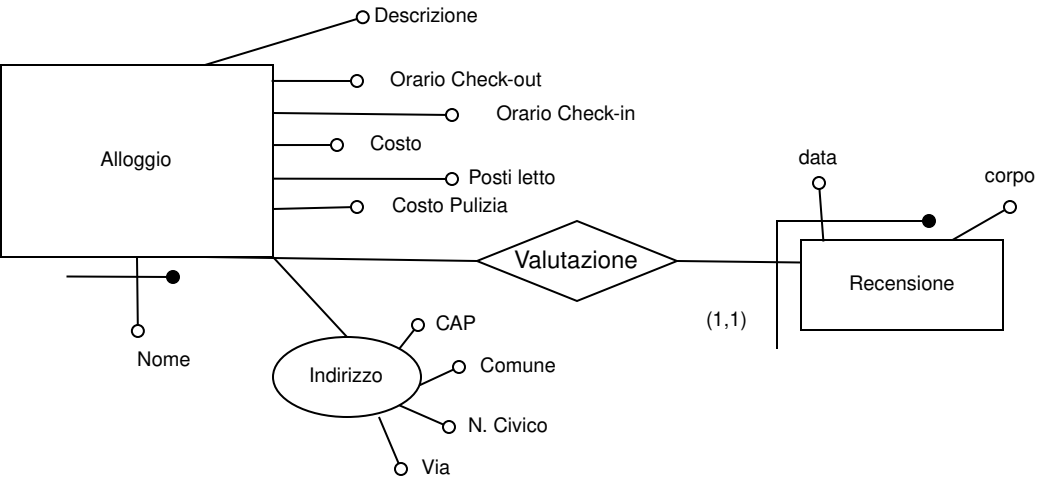 Descrizione
Orario Check-out
Orario Check-in
Alloggio
Costo
data
Posti letto
corpo
Costo Pulizia
Valutazione
Recensione
(1,1)
CAP
Nome
Comune
Indirizzo
N. Civico
Via